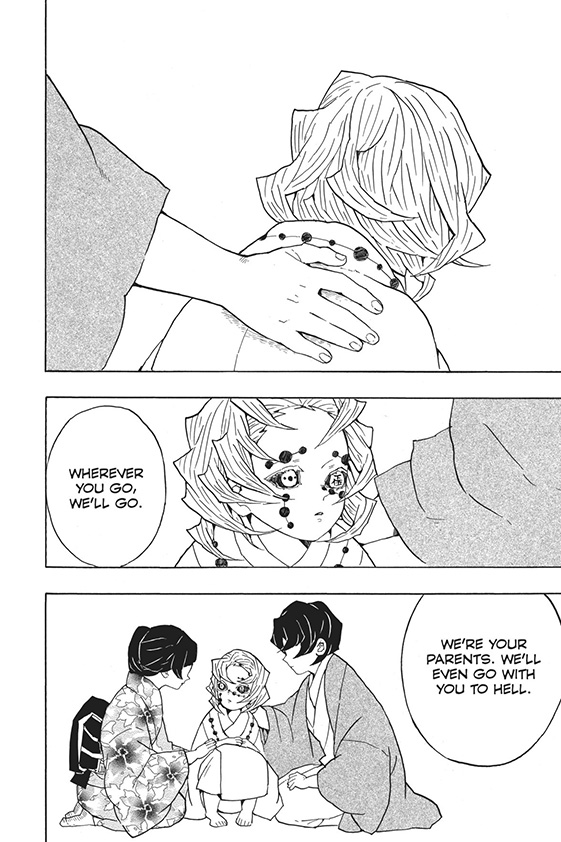 WHEREVER
YOU GO,
WE'LL GO.
WE'RE YOUR
PARENTS. WE'LL
EVEN GO WITH
YOU TO HELL.